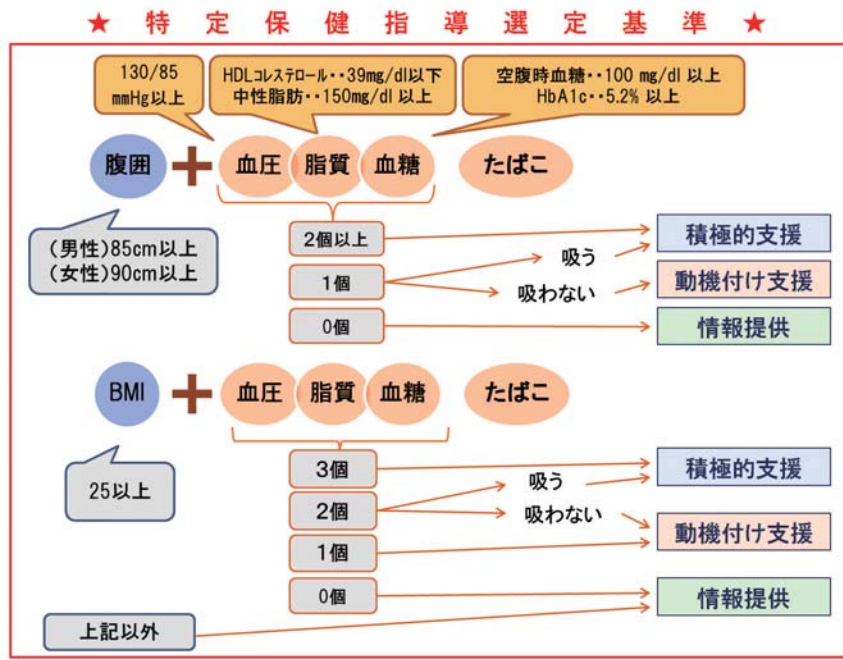 ★ 特 定 保 健 指 導 選 定 基 準 ★
130/85
mmHg以上
HDLコレステロール・・39mg/dl以下
中性脂肪・・150mg/dl 以上
空腹時血糖・・100 mg/dl 以上
HbA1c・・5.2% 以上
腹囲 + 血圧 脂質 血糖 たばこ
(男性)85cm以上
(女性)90cm以上
2個以上
積極的支援
吸う
1個
動機付け支援
吸わない
0個
情報提供
BMI + 血圧 脂質 血糖 たばこ
25以上
3個
積極的支援
吸う
2個
吸わない
動機付け支援
1個
0個
情報提供
上記以外